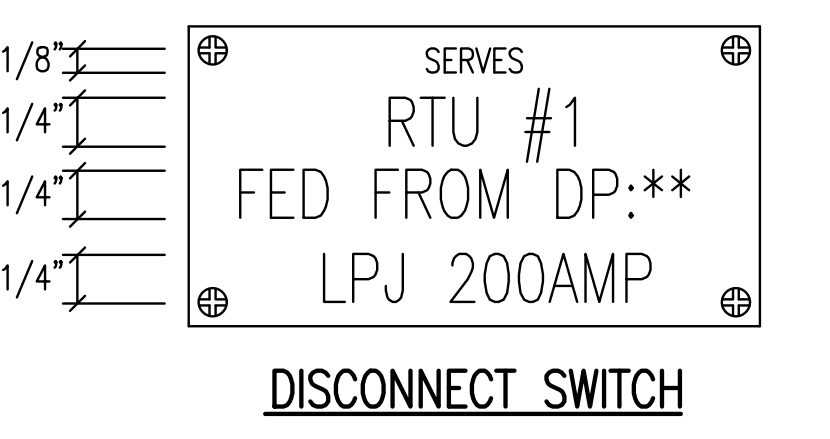 1/8" SERVES
1/4" RTU #1
1/4" FED FROM DP:**
1/4" LPJ 200AMP
DISCONNECT SWITCH